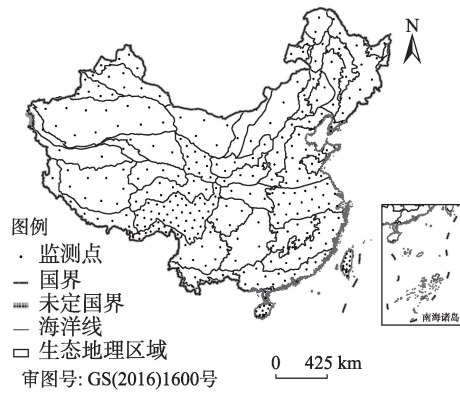 N
图例
监测点
国界
未定国界
海洋线
生态地理区域
南海诸岛
0 425 km
审图号: GS(2016)1600号